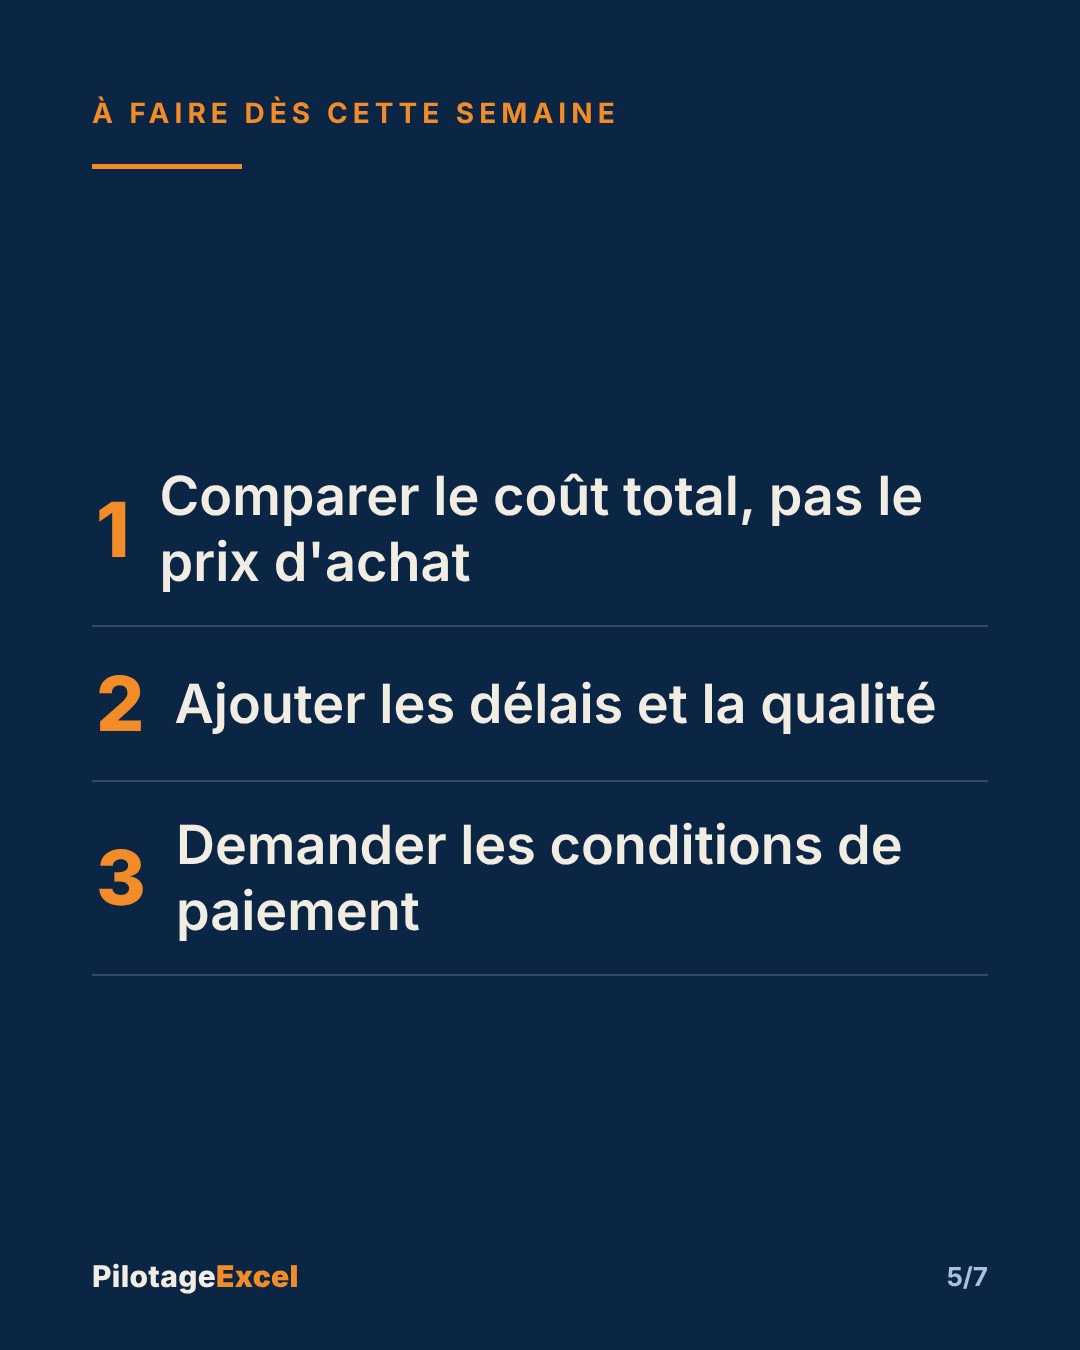 À FAIRE DÈS CETTE SEMAINE
1 Comparer le coût total, pas le
prix d'achat
2 Ajouter les délais et la qualité
3 Demander les conditions de
paiement
PilotageExcel
5/7